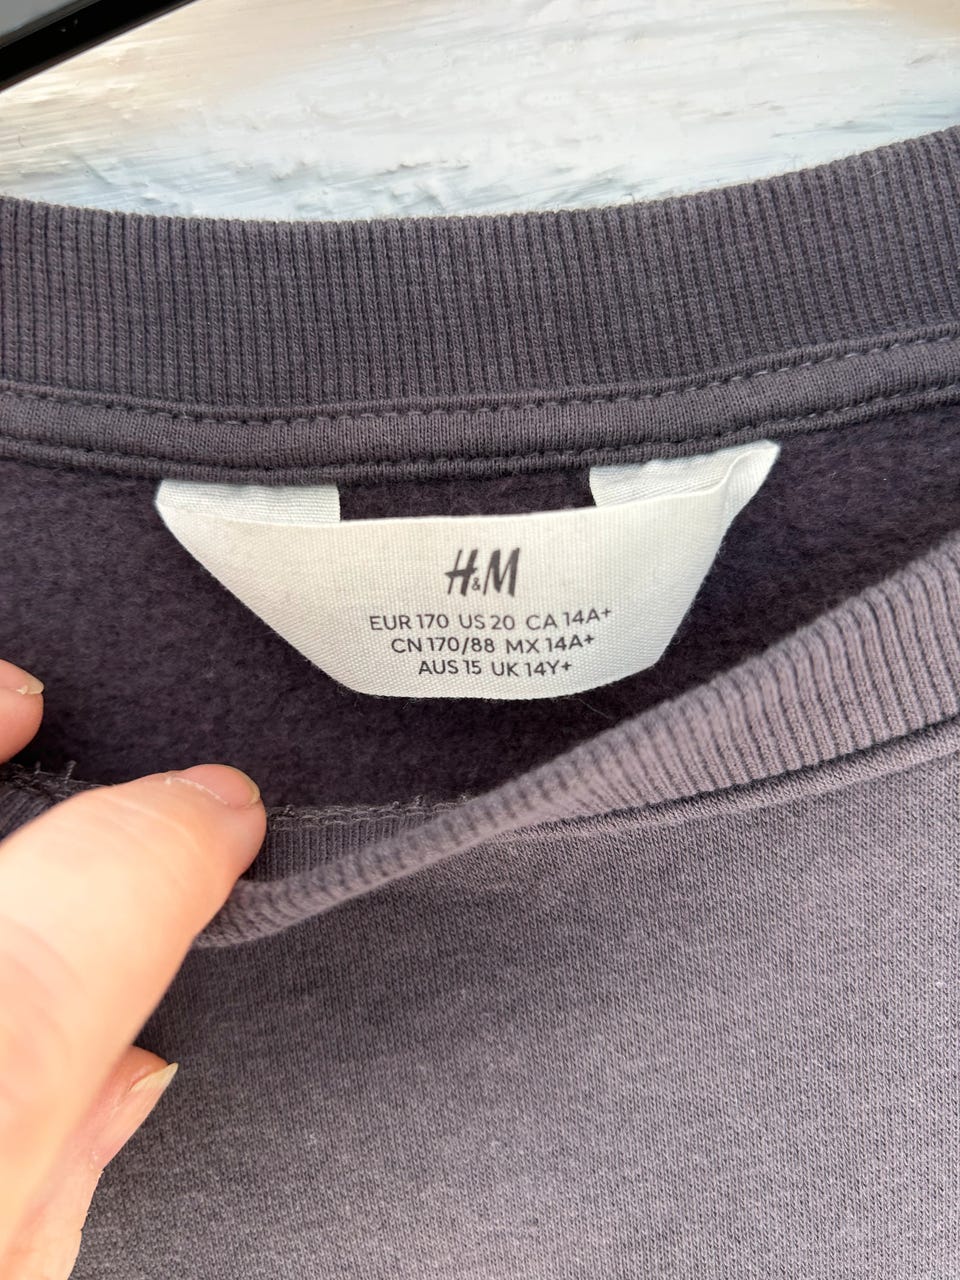 H&M
EUR 170 US 20 CA 14A+
CN 170/88 MX 14A+
AUS 15 UK 14Y+